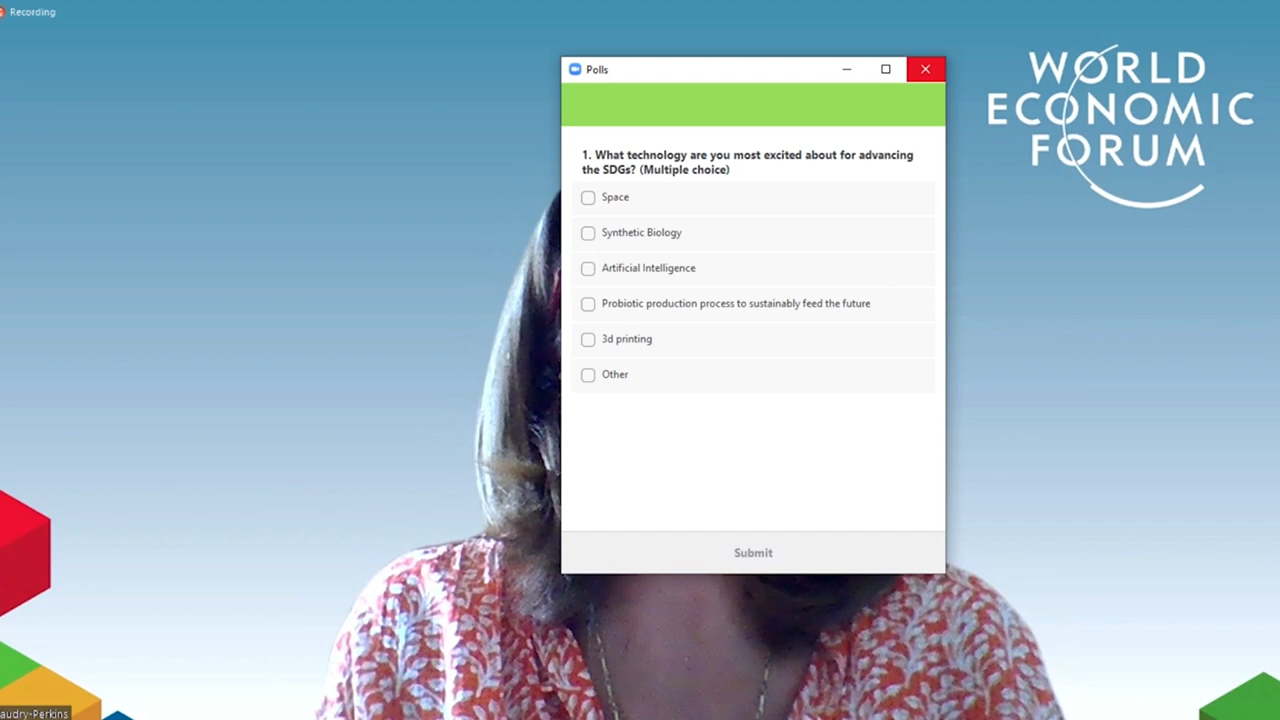 Recording
Polls
WORLD
ECONOMIC
FORUM
1. What technology are you most excited about for advancing
the SDGs? (Multiple choice)
Space
Synthetic Biology
Artificial Intelligence
Probiotic production process to sustainably feed the future
3d printing
Other
Submit
audry-Perkins